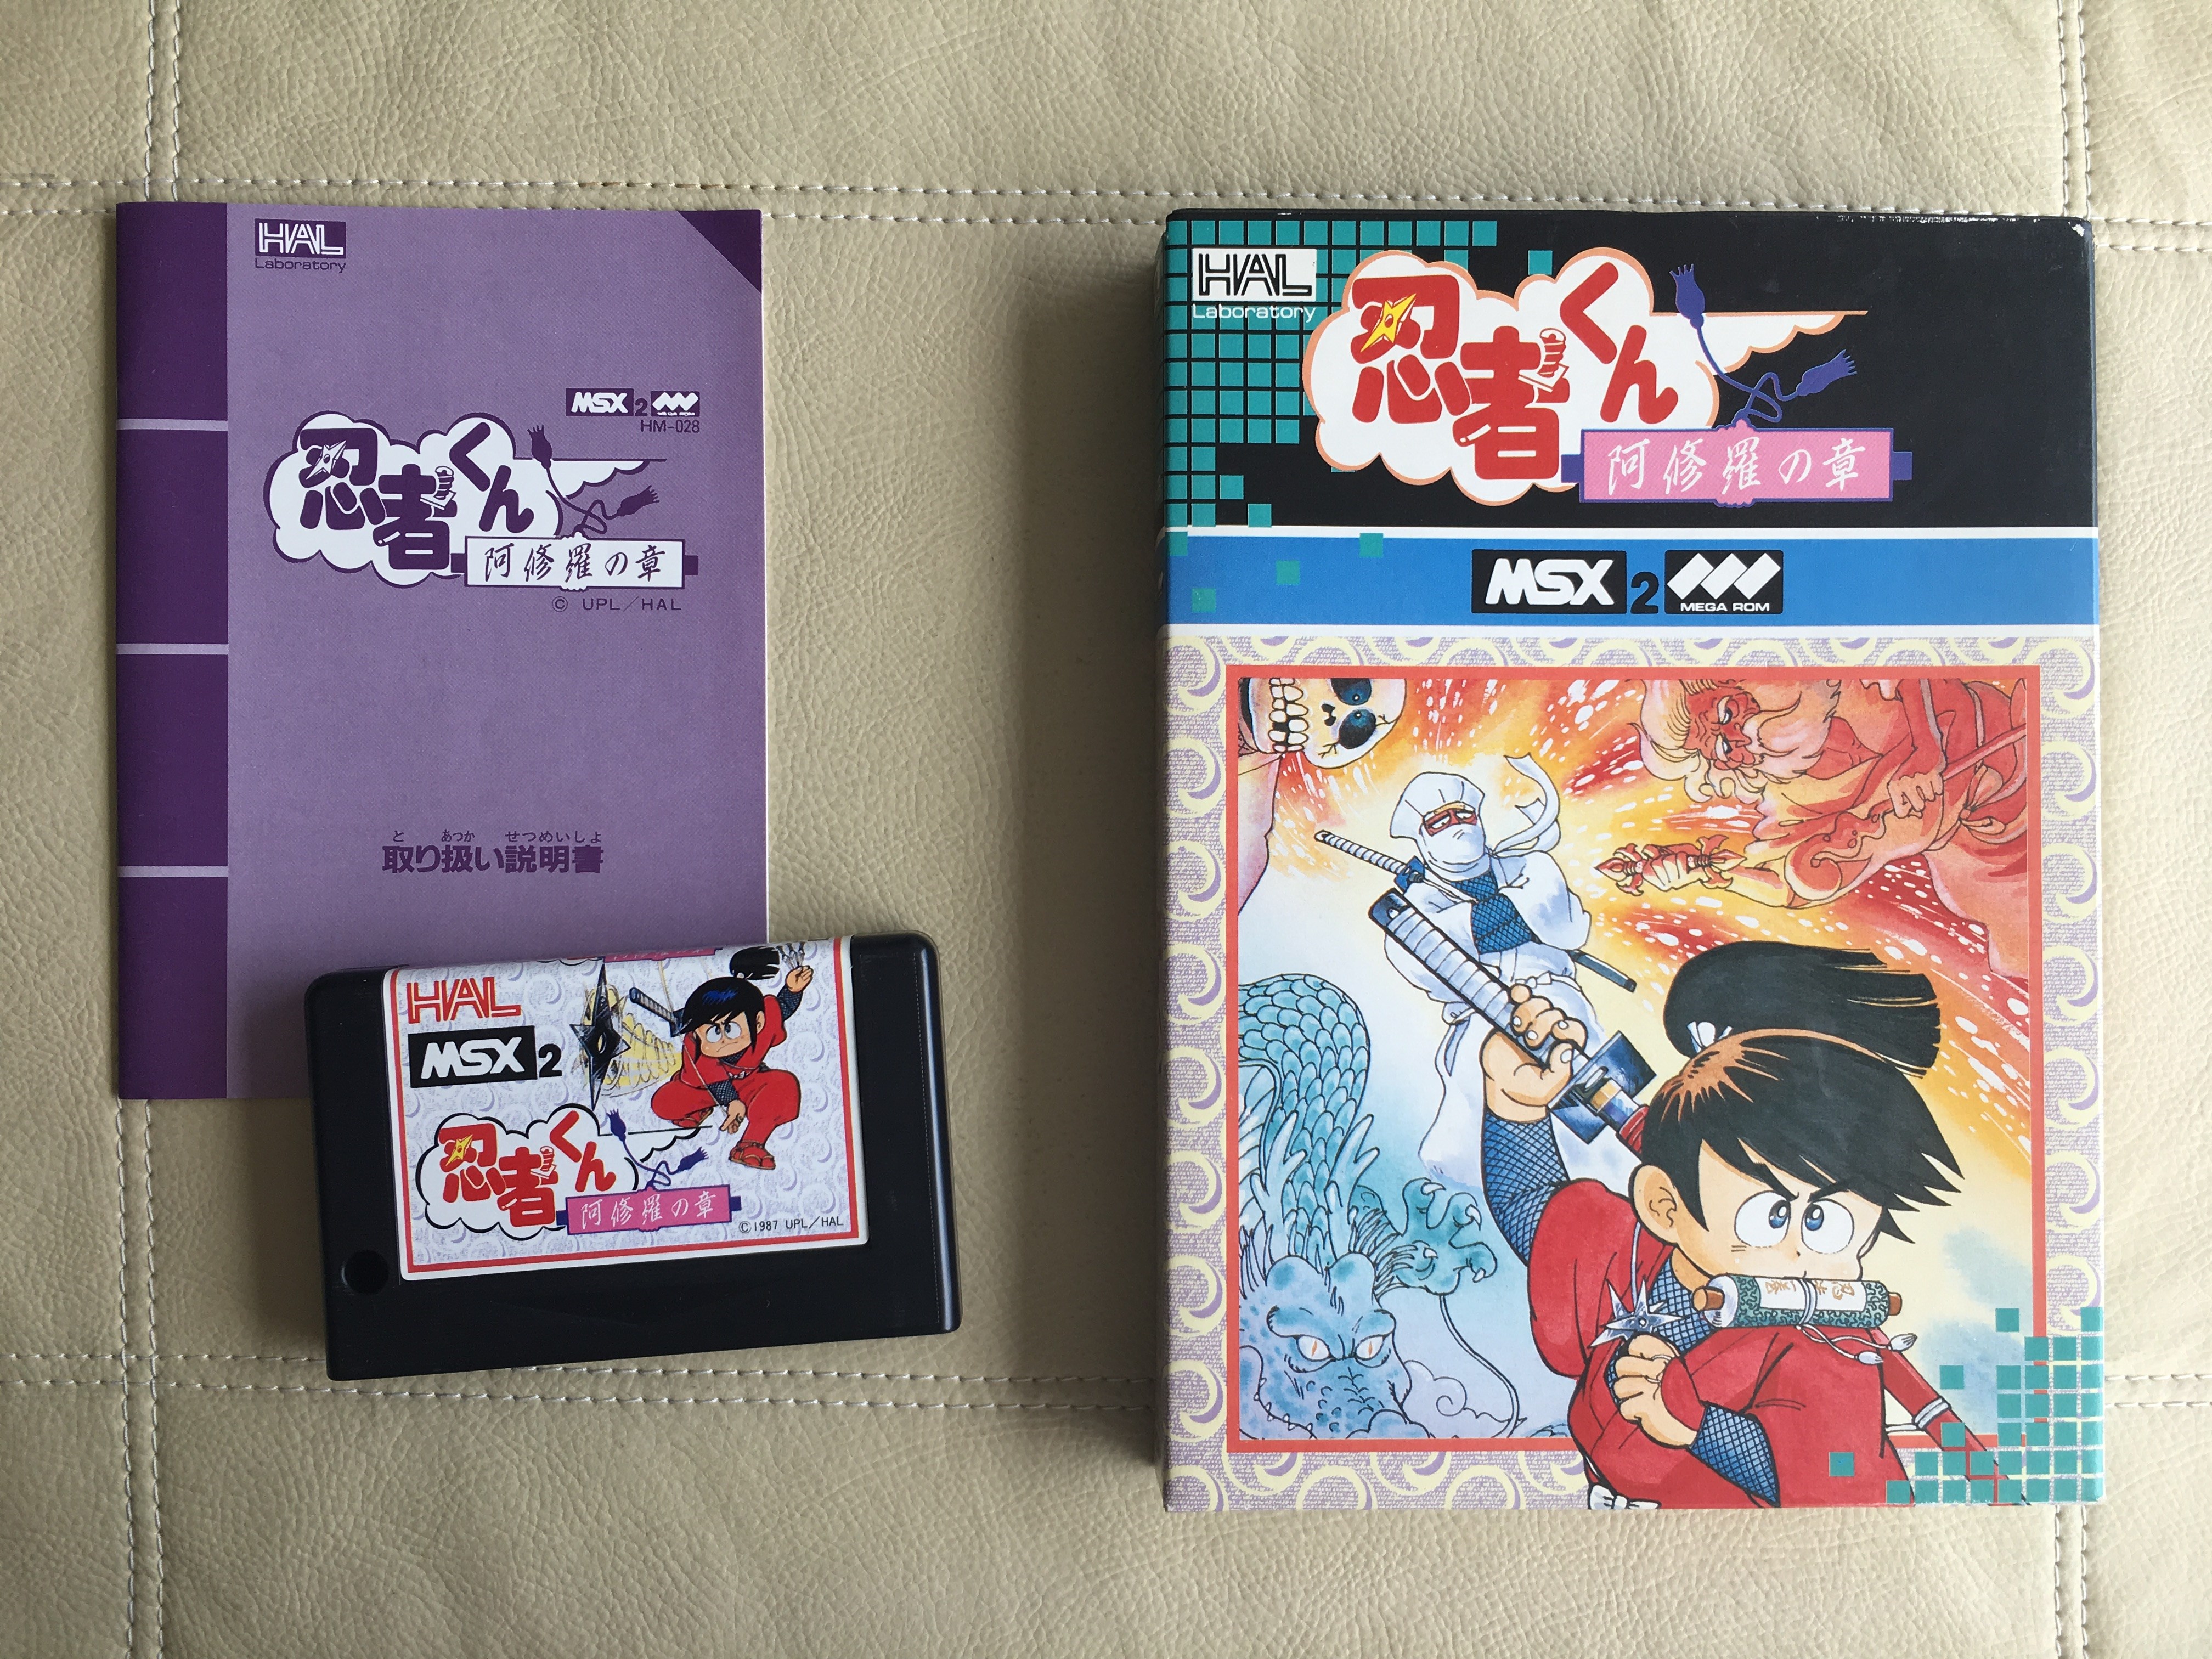 HAL
Laboratory
MSX 2 MEGA ROM
HM-028
忍者くん
阿修羅の章
© UPL/HAL
と あつか せつめいしよ
取り扱い説明書
HAL
MSX 2
忍者くん
阿修羅の章
©1987 UPL/HAL
HAL
Laboratory
忍者くん
阿修羅の章
MSX 2 MEGA ROM